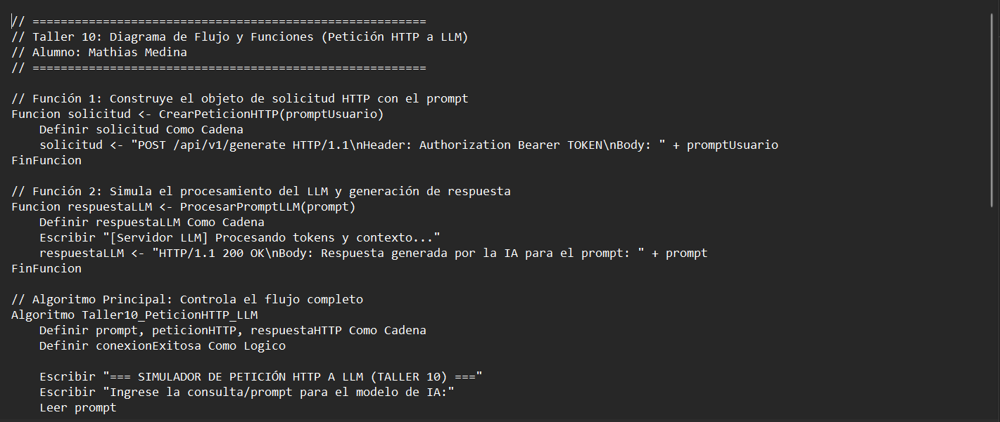 // ========================================================
// Taller 10: Diagrama de Flujo y Funciones (Petición HTTP a LLM)
// Alumno: Mathias Medina
// ========================================================
// Función 1: Construye el objeto de solicitud HTTP con el prompt
Funcion solicitud <- CrearPeticionHTTP(promptUsuario)
    Definir solicitud Como Cadena
    solicitud <- "POST /api/v1/generate HTTP/1.1\nHeader: Authorization Bearer TOKEN\nBody: " + promptUsuario
FinFuncion
// Función 2: Simula el procesamiento del LLM y generación de respuesta
Funcion respuestaLLM <- ProcesarPromptLLM(prompt)
    Definir respuestaLLM Como Cadena
    Escribir "[Servidor LLM] Procesando tokens y contexto..."
    respuestaLLM <- "HTTP/1.1 200 OK\nBody: Respuesta generada por la IA para el prompt: " + prompt
FinFuncion
// Algoritmo Principal: Controla el flujo completo
Algoritmo Taller10_PeticionHTTP_LLM
    Definir prompt, peticionHTTP, respuestaHTTP Como Cadena
    Definir conexionExitosa Como Logico
    Escribir "=== SIMULADOR DE PETICIÓN HTTP A LLM (TALLER 10) ==="
    Escribir "Ingrese la consulta/prompt para el modelo de IA:"
    Leer prompt